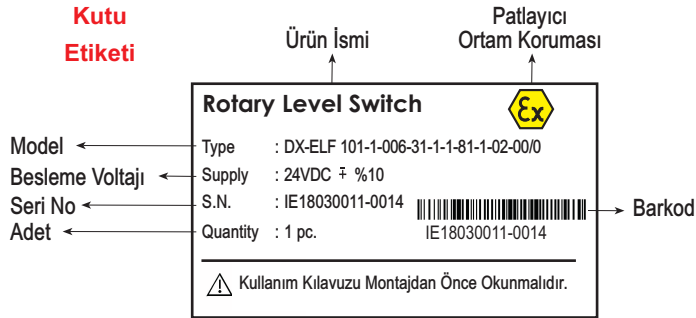 Kutu
Etiketi
Ürün İsmi
Patlayıcı
Ortam Koruması
Rotary Level Switch
Ex
Model
Type : DX-ELF 101-1-006-31-1-1-81-1-02-00/0
Besleme Voltajı
Supply : 24VDC ∓ %10
Seri No
S.N. : IE18030011-0014
Barkod
Adet
Quantity : 1 pc.
IE18030011-0014
Kullanım Kılavuzu Montajdan Önce Okunmalıdır.